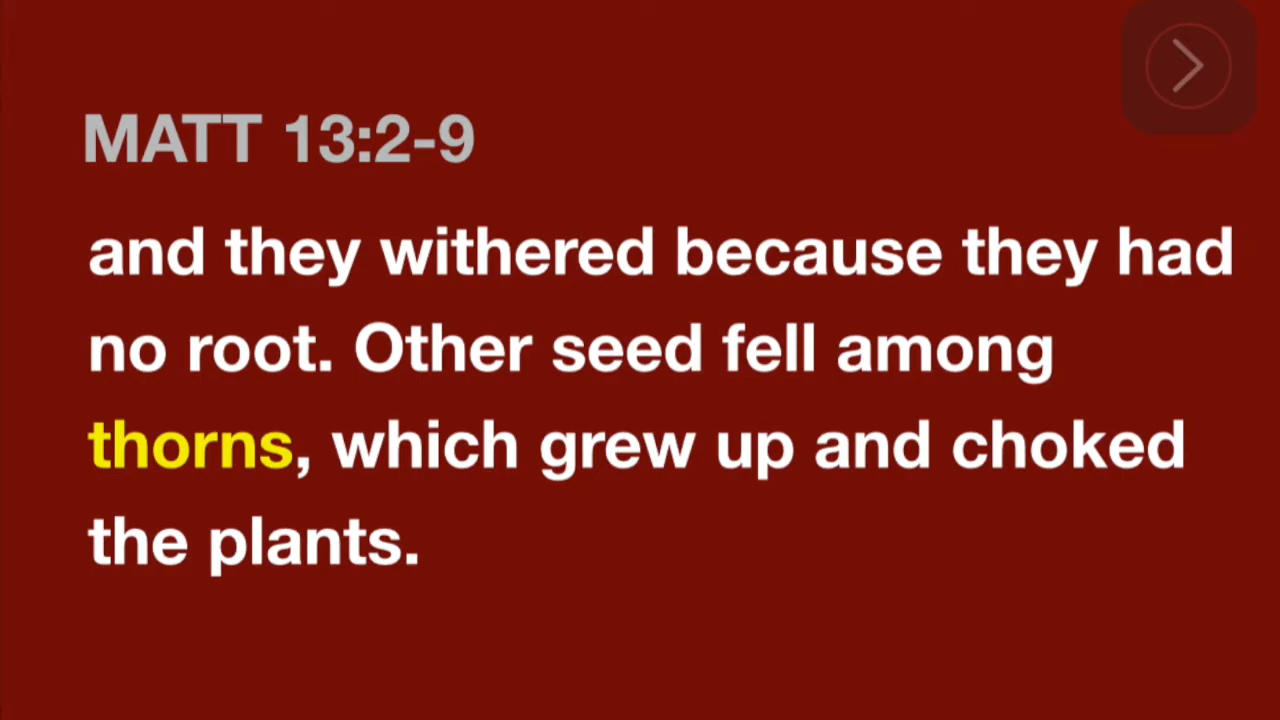 MATT 13:2-9
and they withered because they had
no root. Other seed fell among
thorns, which grew up and choked
the plants.